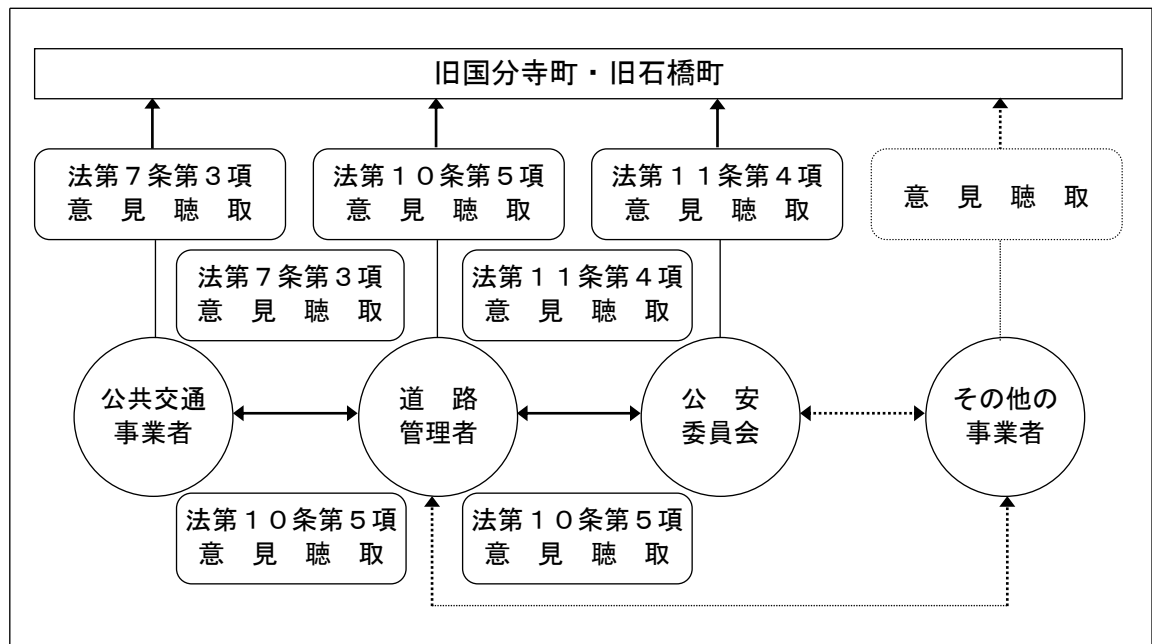 旧国分寺町・旧石橋町
法第７条第３項
意見聴取
法第１０条第５項
意見聴取
法第１１条第４項
意見聴取
意見聴取
法第７条第３項
意見聴取
法第１１条第４項
意見聴取
公共交通
事業者
道路
管理者
公安
委員会
その他の
事業者
法第１０条第５項
意見聴取
法第１０条第５項
意見聴取